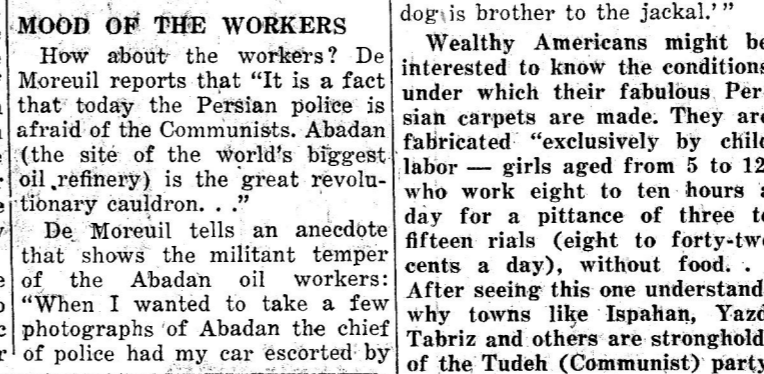 MOOD OF THE WORKERS
How about the workers? De
Moreuil reports that "It is a fact
that today the Persian police is
afraid of the Communists. Abadan
(the site of the world's biggest
oil refinery) is the great revolu-
tionary cauldron. . ."
De Moreuil tells an anecdote
that shows the militant temper
of the Abadan oil workers:
"When I wanted to take a few
photographs of Abadan the chief
of police had my car escorted by
dog is brother to the jackal.'"
Wealthy Americans might be
interested to know the conditions
under which their fabulous Per-
sian carpets are made. They are
fabricated "exclusively by child
labor — girls aged from 5 to 12
who work eight to ten hours a
day for a pittance of three to
fifteen rials (eight to forty-two
cents a day), without food. . .
After seeing this one understand
why towns like Ispahan, Yazd
Tabriz and others are stronghold
of the Tudeh (Communist) party